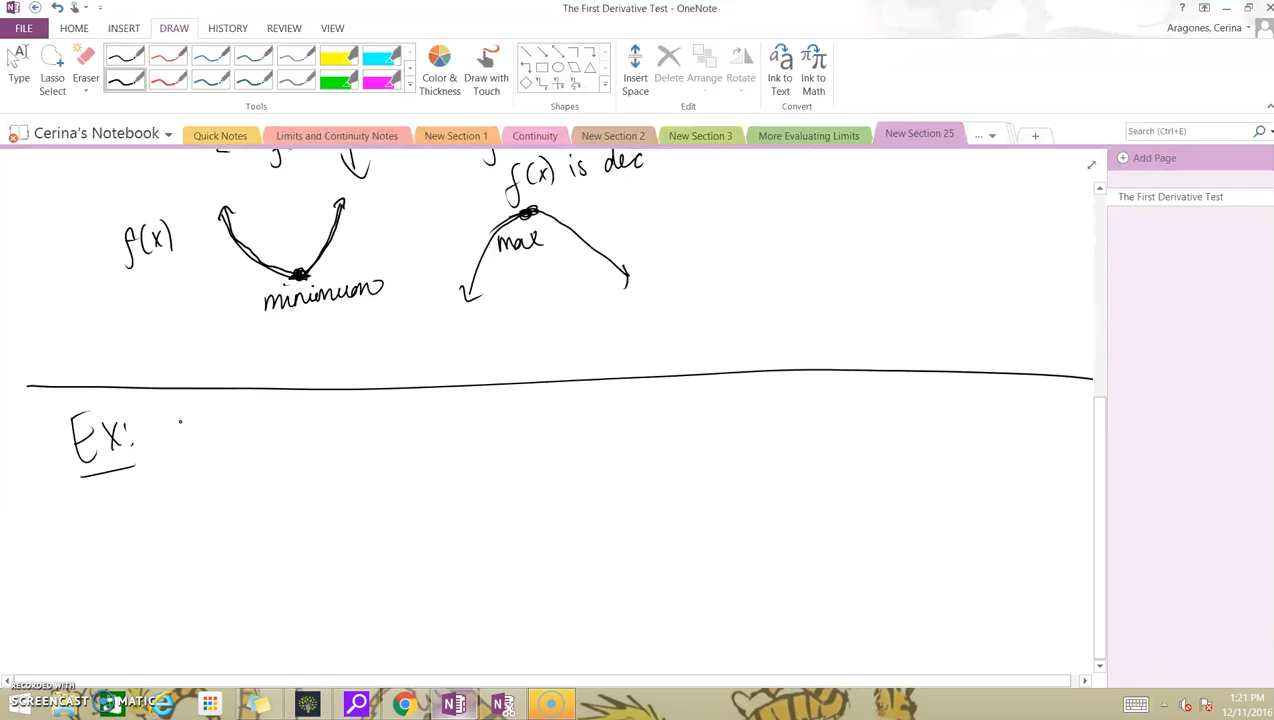 The First Derivative Test - OneNote
FILE HOME INSERT DRAW HISTORY REVIEW VIEW
Aragones, Cerina
Type Lasso Select Eraser Color & Thickness Draw with Touch Insert Space Delete Arrange Rotate Ink to Text Ink to Math
Tools Shapes Edit Convert
Cerina's Notebook Quick Notes Limits and Continuity Notes New Section 1 Continuity New Section 2 New Section 3 More Evaluating Limits New Section 25 ... Search (Ctrl+E)
Add Page
The First Derivative Test
f(x) is dec
f(x)
max
minimum
Ex:
RECORDED WITH
SCREENCAST MATIC
1:21 PM
12/11/2016